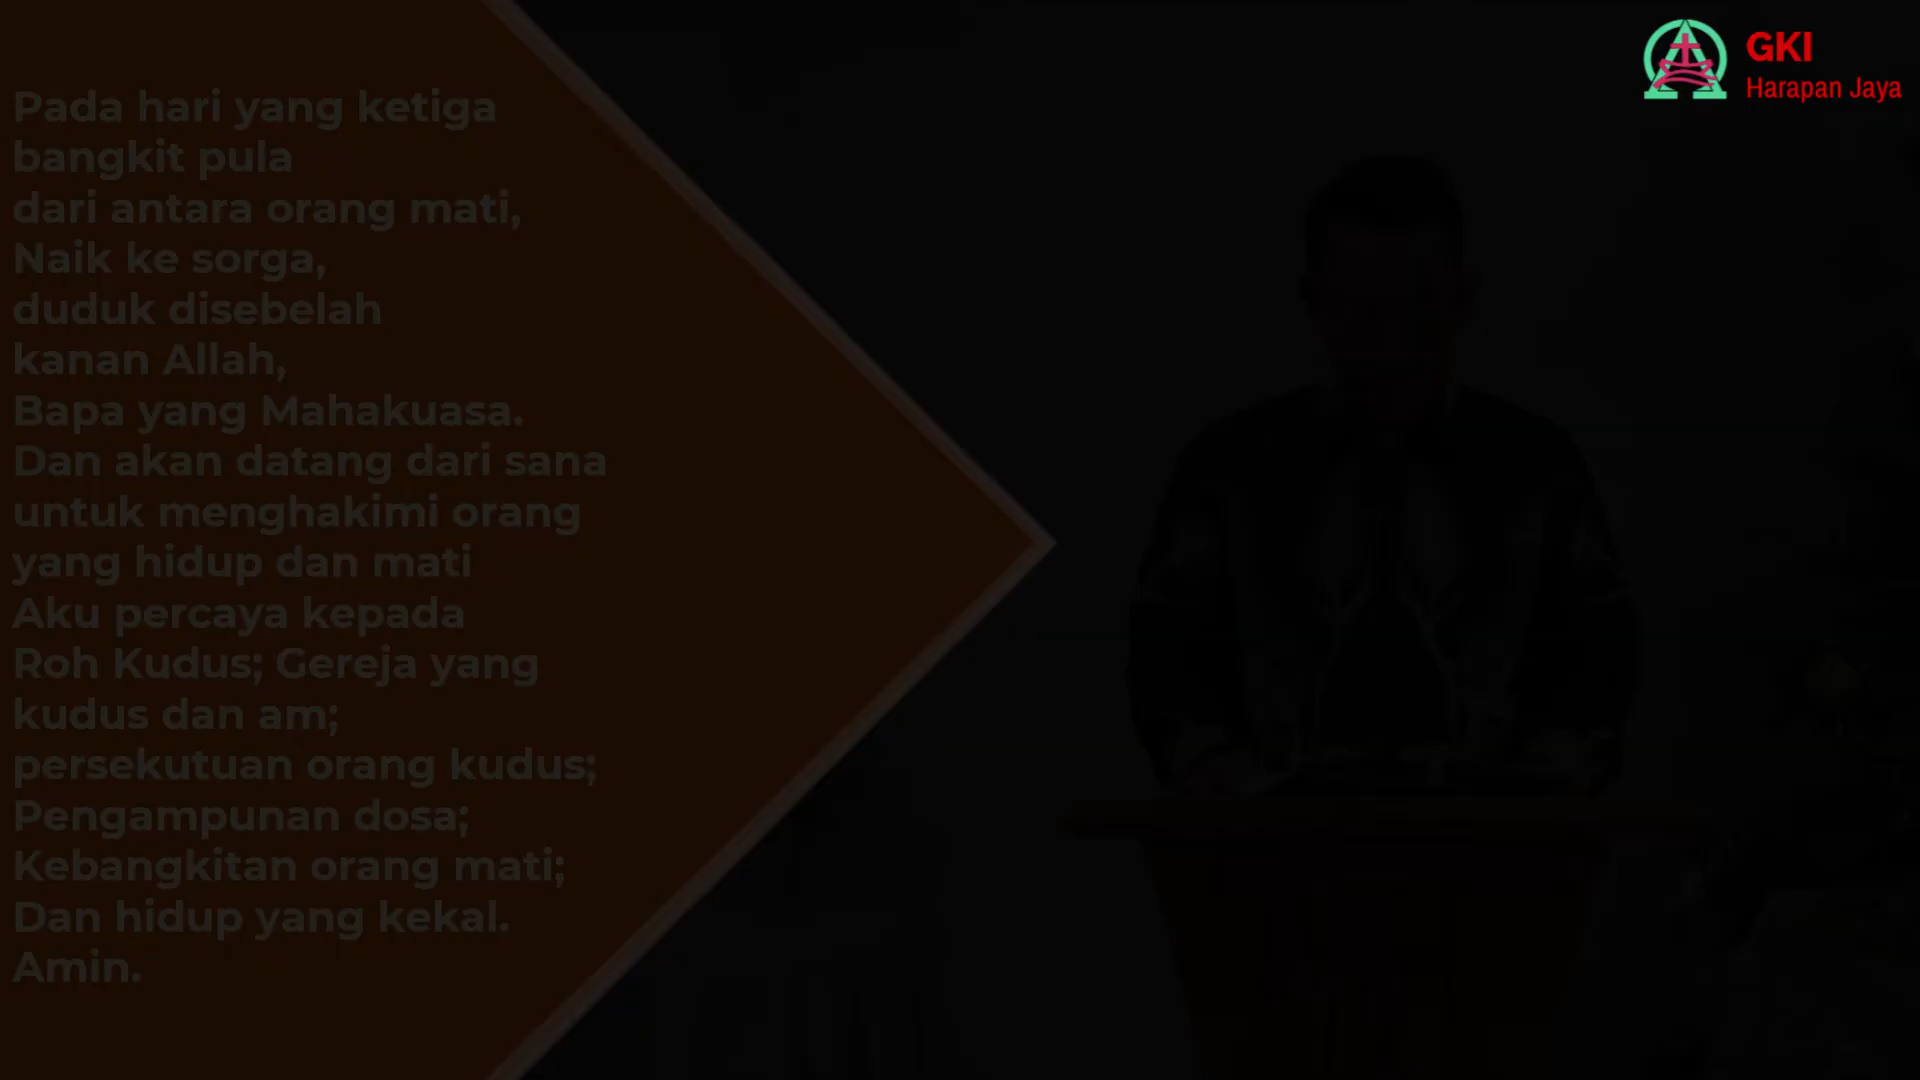 GKI
Harapan Jaya
Pada hari yang ketiga
bangkit pula
dari antara orang mati,
Naik ke sorga,
duduk disebelah
kanan Allah,
Bapa yang Mahakuasa.
Dan akan datang dari sana
untuk menghakimi orang
yang hidup dan mati
Aku percaya kepada
Roh Kudus; Gereja yang
kudus dan am;
persekutuan orang kudus;
Pengampunan dosa;
Kebangkitan orang mati;
Dan hidup yang kekal.
Amin.